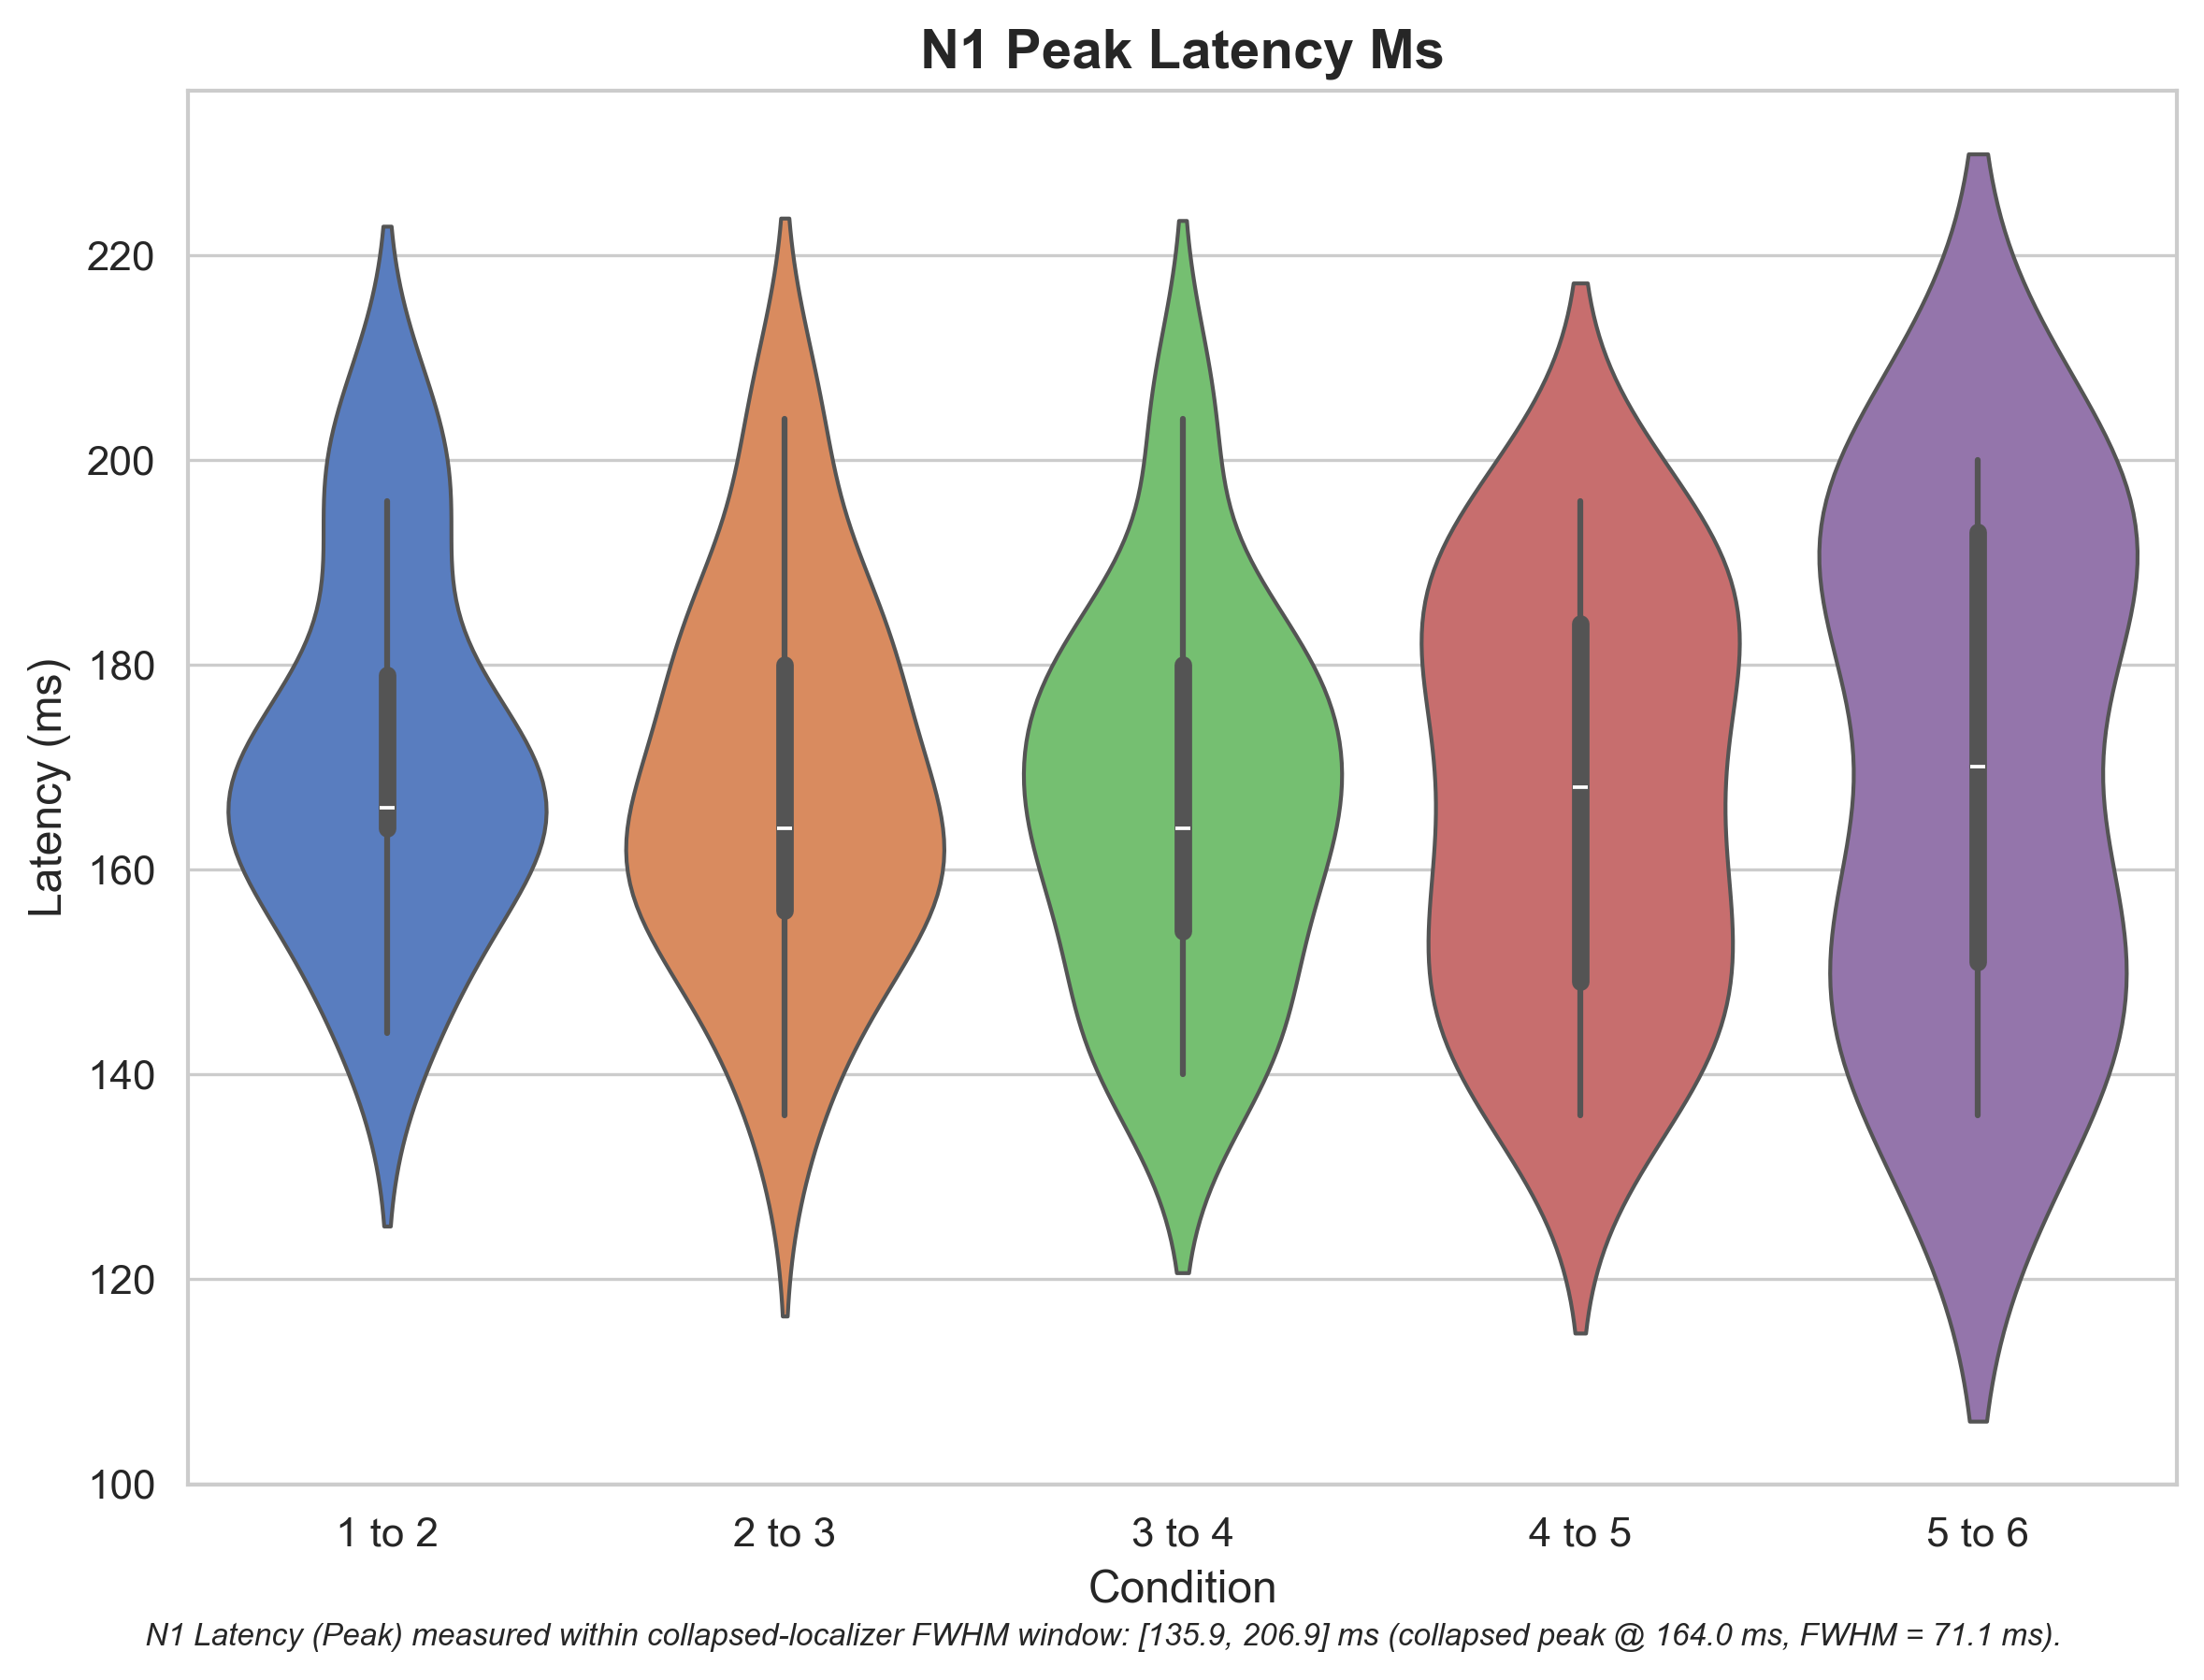 N1 Peak Latency Ms
Latency (ms)
220
200
180
160
140
120
100
1 to 2
2 to 3
3 to 4
4 to 5
5 to 6
Condition
N1 Latency (Peak) measured within collapsed-localizer FWHM window: [135.9, 206.9] ms (collapsed peak @ 164.0 ms, FWHM = 71.1 ms).